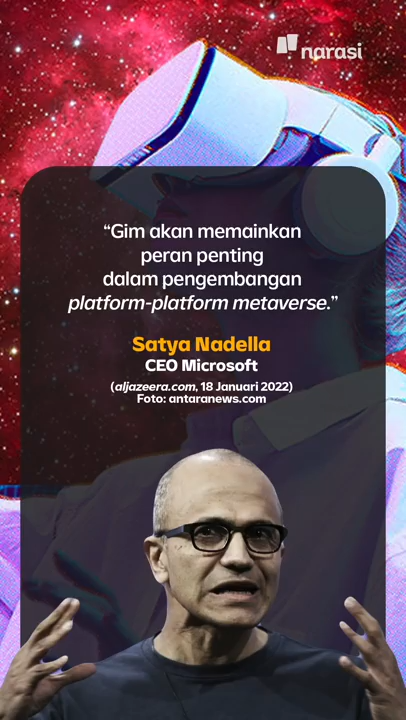 narasi
“Gim akan memainkan
peran penting
dalam pengembangan
platform-platform metaverse.”
Satya Nadella
CEO Microsoft
(aljazeera.com, 18 Januari 2022)
Foto: antaranews.com